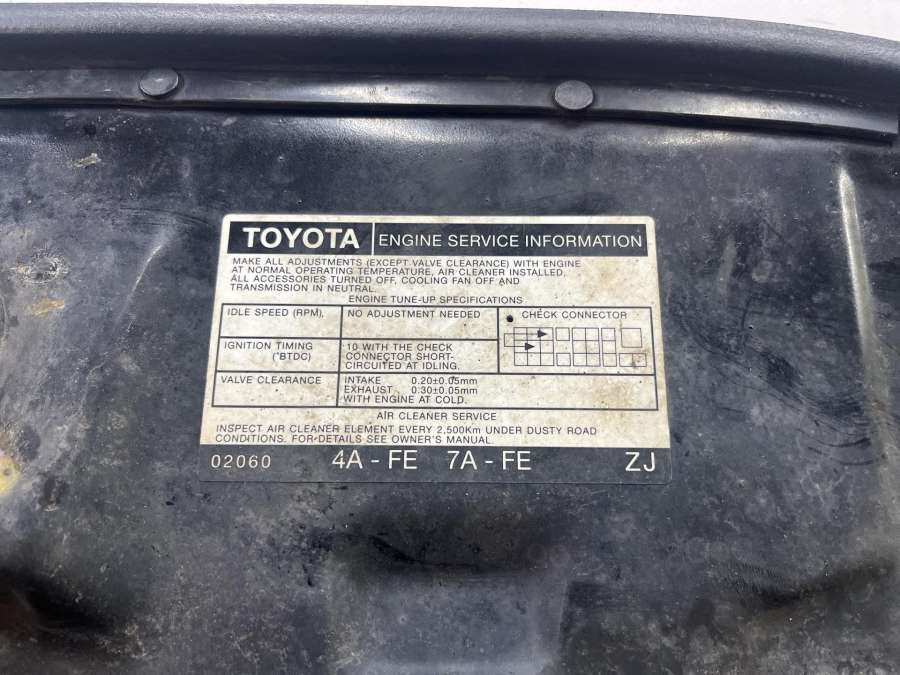 TOYOTA ENGINE SERVICE INFORMATION
MAKE ALL ADJUSTMENTS (EXCEPT VALVE CLEARANCE) WITH ENGINE
AT NORMAL OPERATING TEMPERATURE, AIR CLEANER INSTALLED,
ALL ACCESSORIES TURNED OFF, COOLING FAN OFF AND
TRANSMISSION IN NEUTRAL.
ENGINE TUNE-UP SPECIFICATIONS
IDLE SPEED (RPM), NO ADJUSTMENT NEEDED
CHECK CONNECTOR
IGNITION TIMING
(°BTDC)
10 WITH THE CHECK
CONNECTOR SHORT-
CIRCUITED AT IDLING.
VALVE CLEARANCE
INTAKE 0.20±0.05mm
EXHAUST 0.30±0.05mm
WITH ENGINE AT COLD.
AIR CLEANER SERVICE
INSPECT AIR CLEANER ELEMENT EVERY 2,500Km UNDER DUSTY ROAD
CONDITIONS. FOR DETAILS SEE OWNER'S MANUAL.
02060 4A - FE 7A - FE ZJ